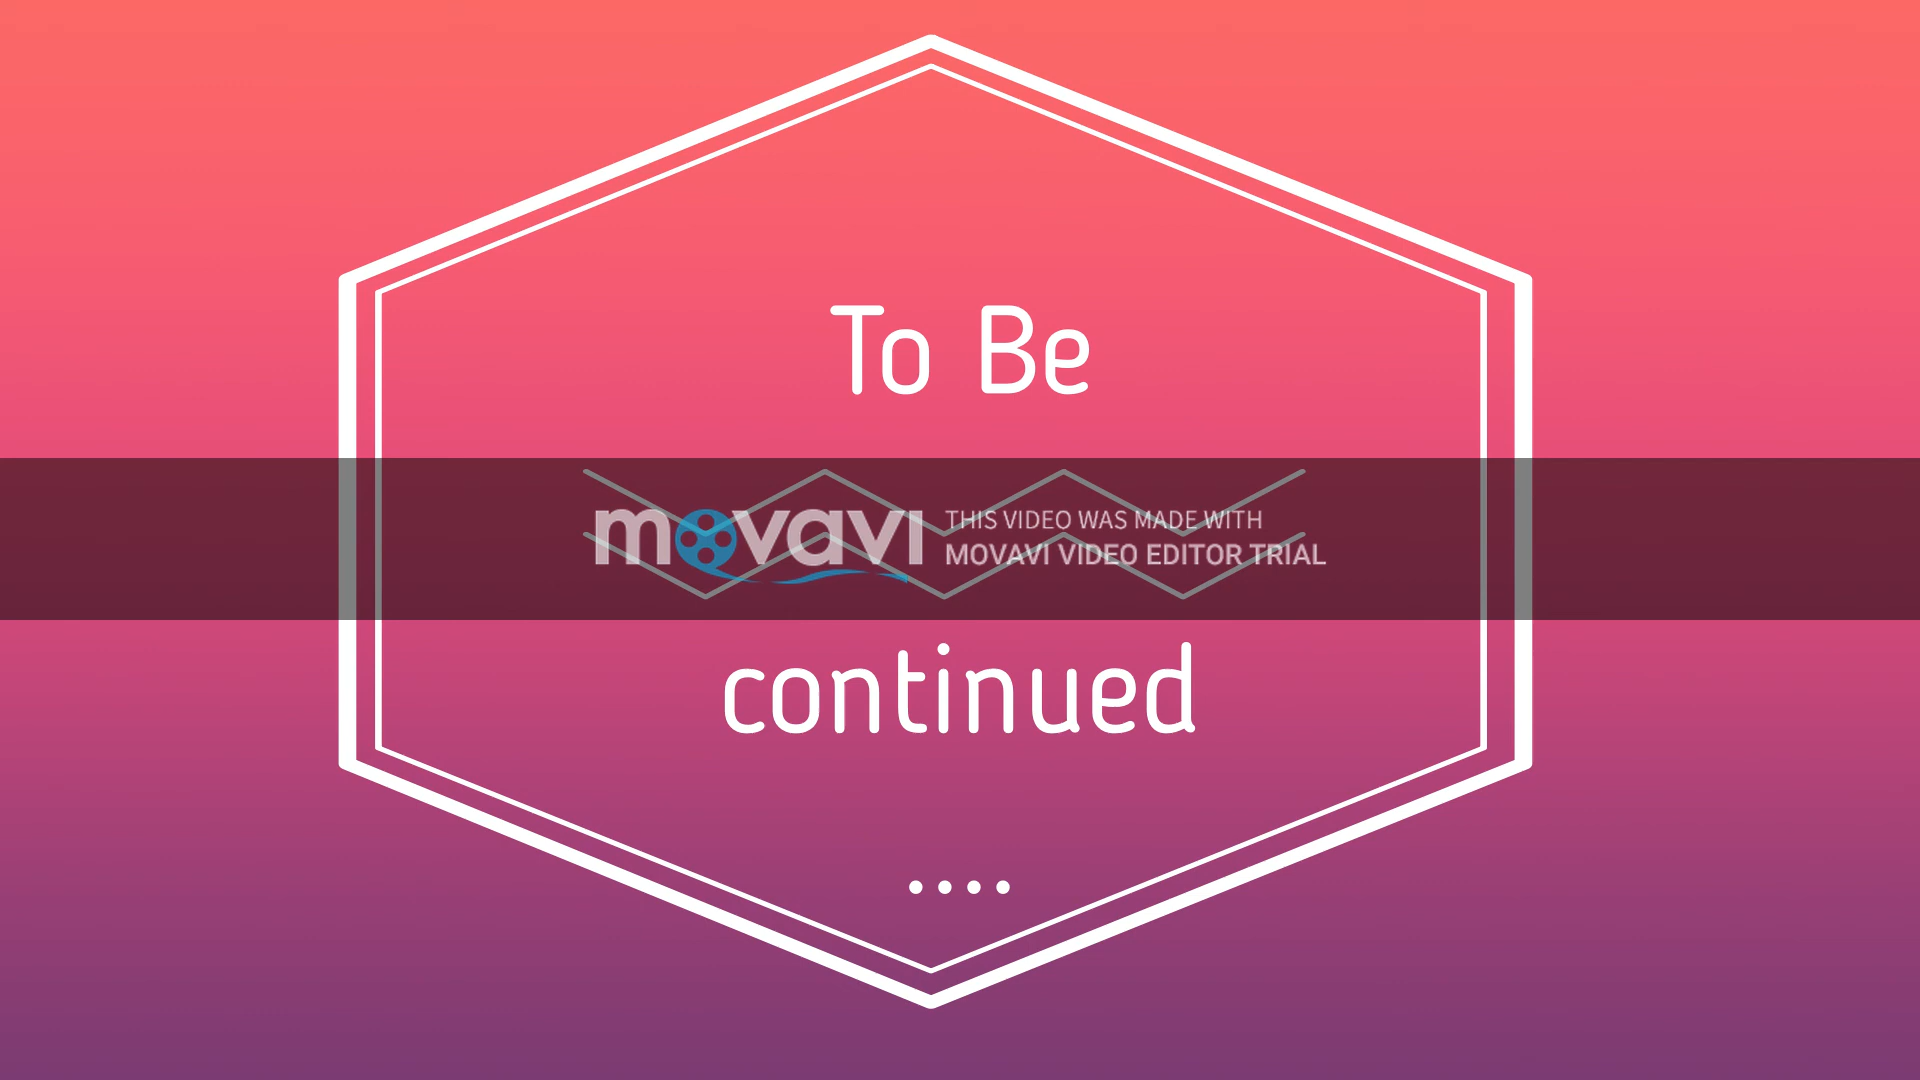 To Be
movavi
THIS VIDEO WAS MADE WITH
MOVAVI VIDEO EDITOR TRIAL
continued
....